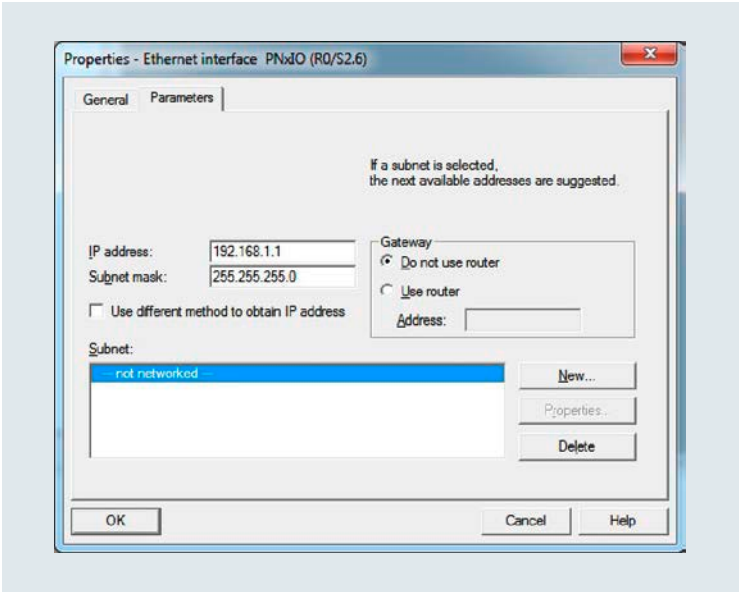 Properties - Ethernet interface PNxIO (R0/S2.6)
General Parameters
If a subnet is selected,
the next available addresses are suggested.
IP address: 192.168.1.1
Subnet mask: 255.255.255.0
Use different method to obtain IP address
Gateway
Do not use router
Use router
Address:
Subnet:
--- not networked ---
New...
Properties...
Delete
OK Cancel Help